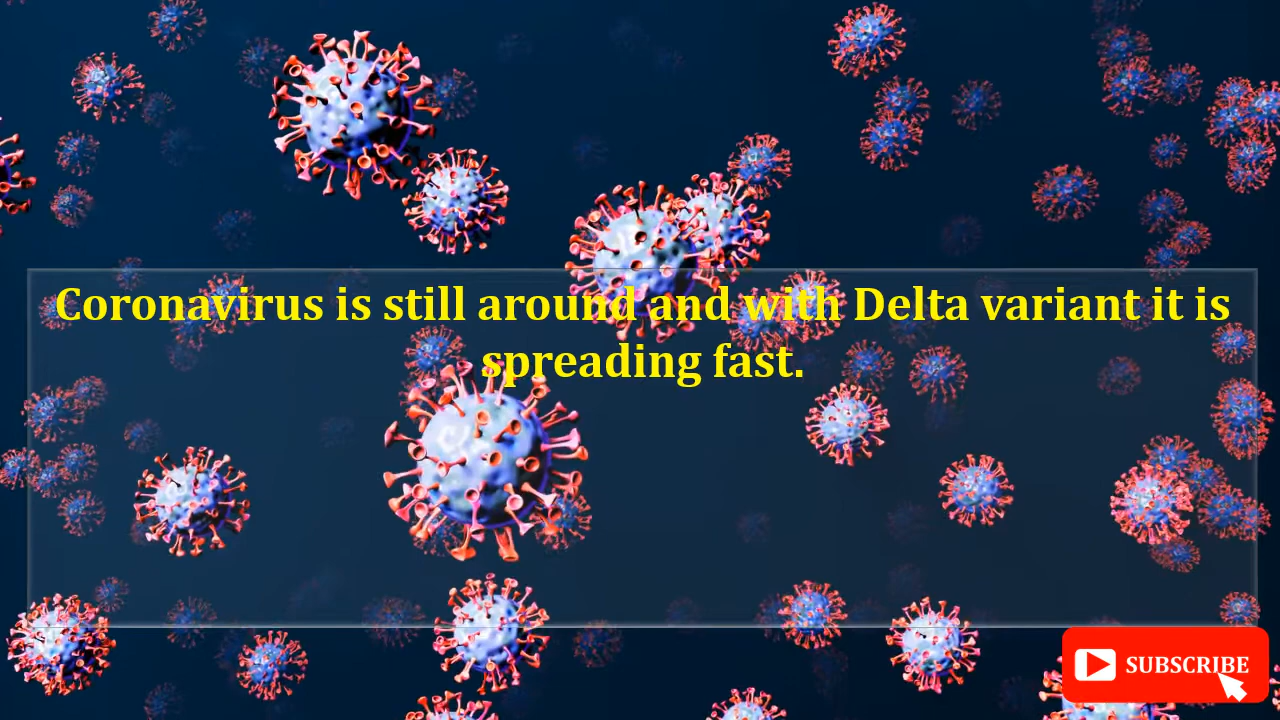 Coronavirus is still around and with Delta variant it is
spreading fast.
SUBSCRIBE